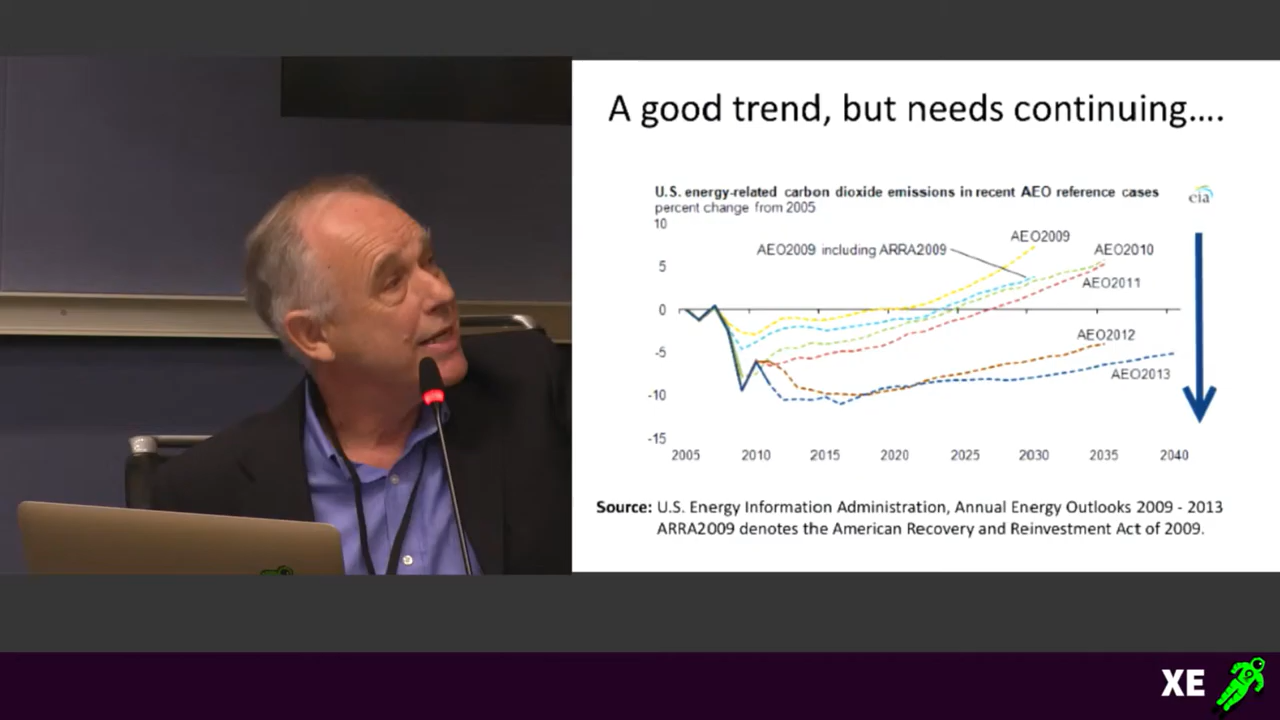 A good trend, but needs continuing....
U.S. energy-related carbon dioxide emissions in recent AEO reference cases
percent change from 2005
eia
10
5
0
-5
-10
-15
AEO2009
AEO2009 including ARRA2009
AEO2010
AEO2011
AEO2012
AEO2013
2005 2010 2015 2020 2025 2030 2035 2040
Source: U.S. Energy Information Administration, Annual Energy Outlooks 2009 - 2013
ARRA2009 denotes the American Recovery and Reinvestment Act of 2009.
XE